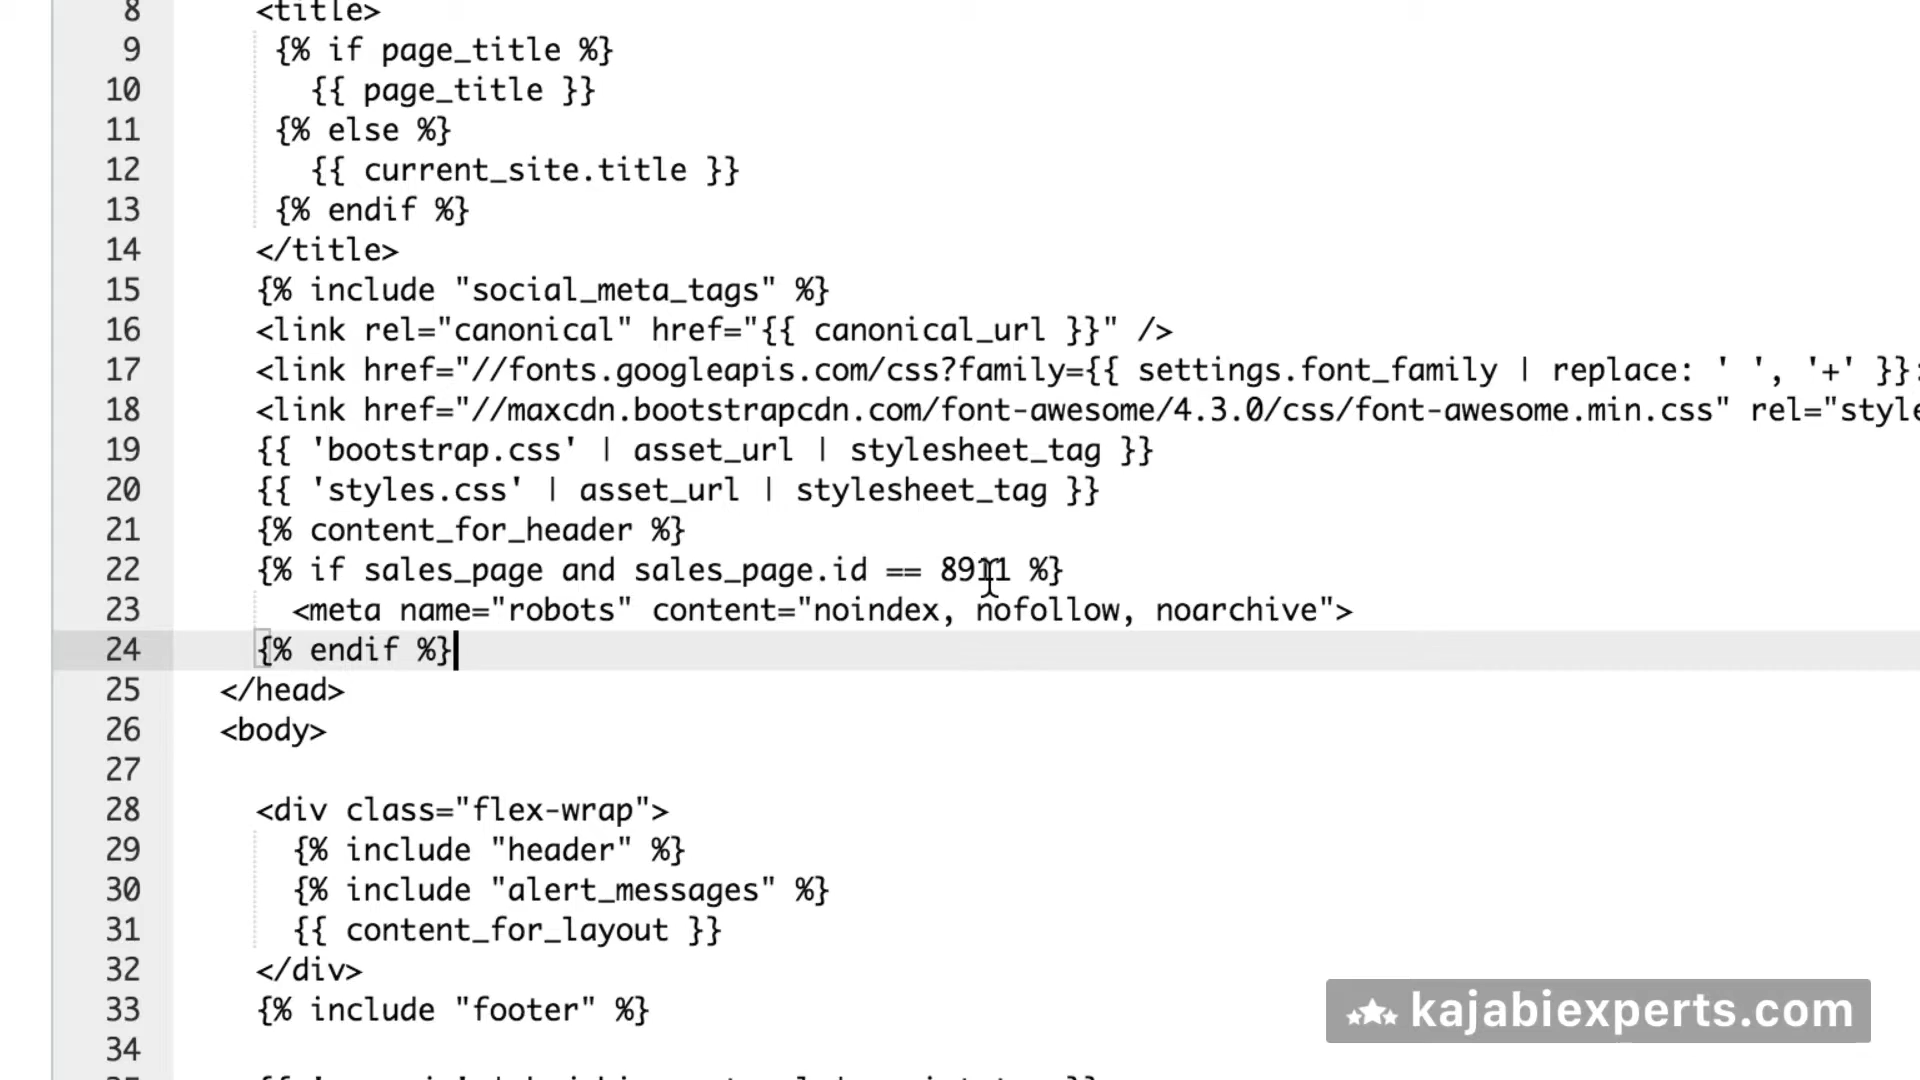 8 <title>
9 {% if page_title %}
10 {{ page_title }}
11 {% else %}
12 {{ current_site.title }}
13 {% endif %}
14 </title>
15 {% include "social_meta_tags" %}
16 <link rel="canonical" href="{{ canonical_url }}" />
17 <link href="//fonts.googleapis.com/css?family={{ settings.font_family | replace: ' ', '+' }}:
18 <link href="//maxcdn.bootstrapcdn.com/font-awesome/4.3.0/css/font-awesome.min.css" rel="style
19 {{ 'bootstrap.css' | asset_url | stylesheet_tag }}
20 {{ 'styles.css' | asset_url | stylesheet_tag }}
21 {% content_for_header %}
22 {% if sales_page and sales_page.id == 8911 %}
23 <meta name="robots" content="noindex, nofollow, noarchive">
24 {% endif %}
25 </head>
26 <body>
27
28 <div class="flex-wrap">
29 {% include "header" %}
30 {% include "alert_messages" %}
31 {{ content_for_layout }}
32 </div>
33 {% include "footer" %}
34
kajabiexperts.com